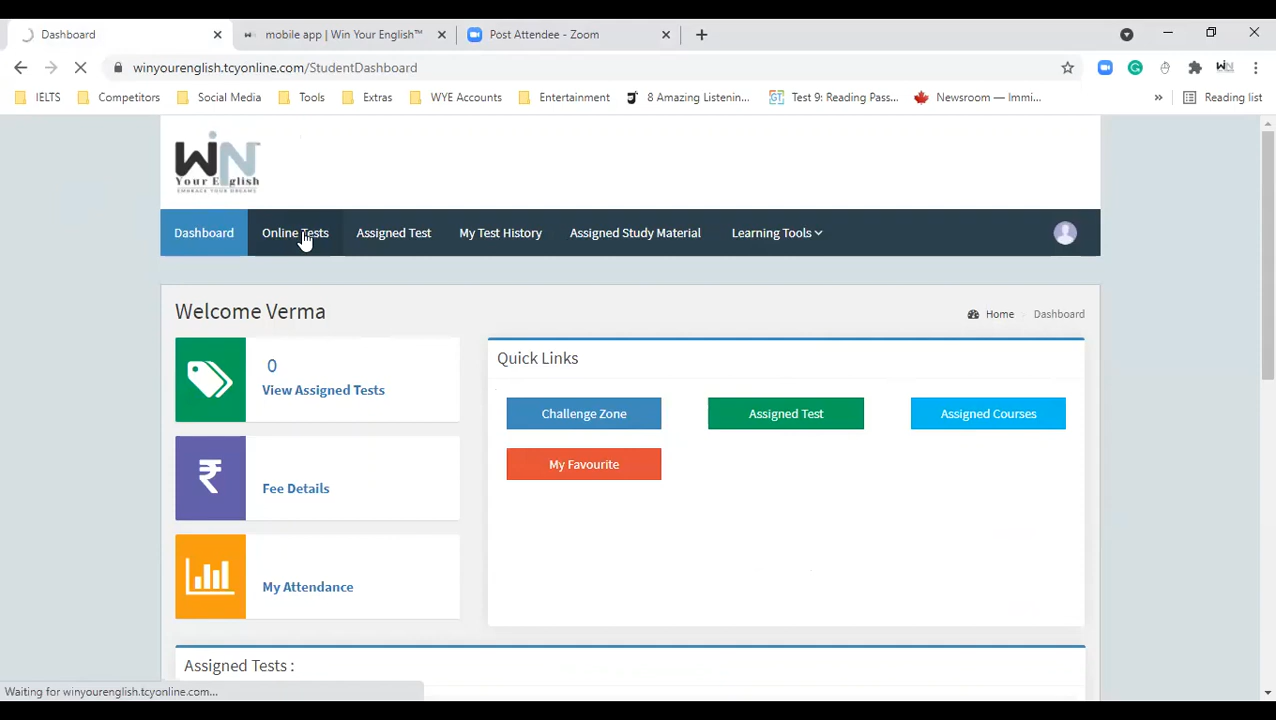 Dashboard
mobile app | Win Your English™
Post Attendee - Zoom
winyourenglish.tcyonline.com/StudentDashboard
IELTS
Competitors
Social Media
Tools
Extras
WYE Accounts
Entertainment
8 Amazing Listenin...
Test 9: Reading Pass...
Newsroom — Immi...
»
Reading list
WiN
Your English
EMBRACE YOUR DREAMS
Dashboard
Online Tests
Assigned Test
My Test History
Assigned Study Material
Learning Tools
Welcome Verma
Home
Dashboard
0
View Assigned Tests
Fee Details
My Attendance
Quick Links
Challenge Zone
Assigned Test
Assigned Courses
My Favourite
Assigned Tests :
Waiting for winyourenglish.tcyonline.com...